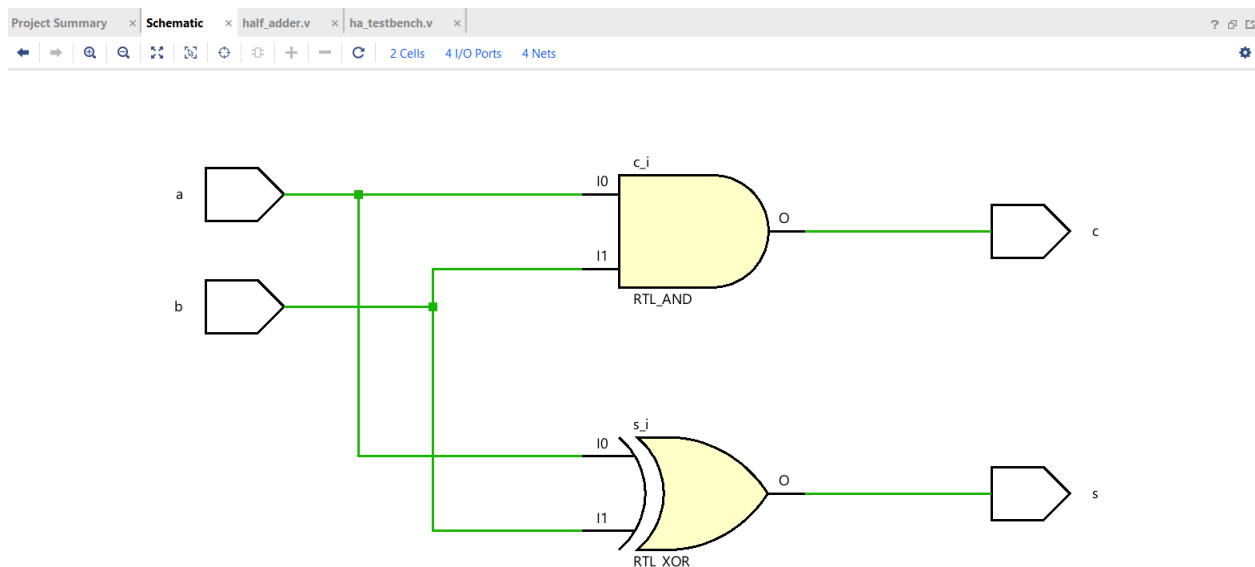 Project Summary × Schematic × half_adder.v × ha_testbench.v × ?
2 Cells 4 I/O Ports 4 Nets
c_i
a I0
O c
I1
b RTL_AND
s_i
I0
O s
I1
RTL_XOR